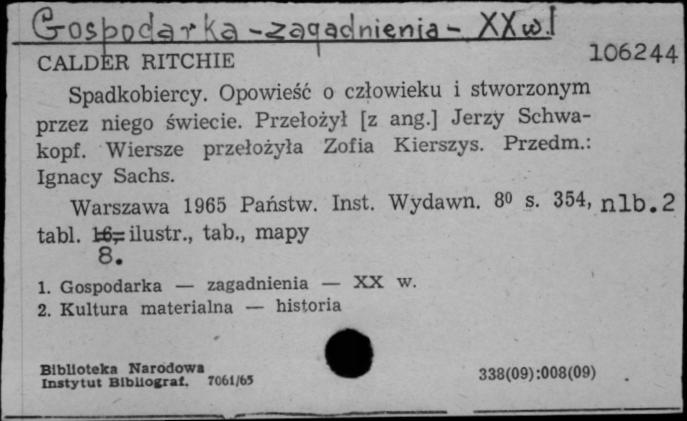 Gospodarka - zagadnienia - XX w.
CALDER RITCHIE
106244
Spadkobiercy. Opowieść o człowieku i stworzonym
przez niego świecie. Przełożył [z ang.] Jerzy Schwa-
kopf. Wiersze przełożyła Zofia Kierszys. Przedm.:
Ignacy Sachs.
Warszawa 1965 Państw. Inst. Wydawn. 8⁰ s. 354, nlb.2
tabl. 16, ilustr., tab., mapy
8.
1. Gospodarka — zagadnienia — XX w.
2. Kultura materialna — historia
Biblioteka Narodowa
Instytut Bibliograf. 7061/65
338(09):008(09)